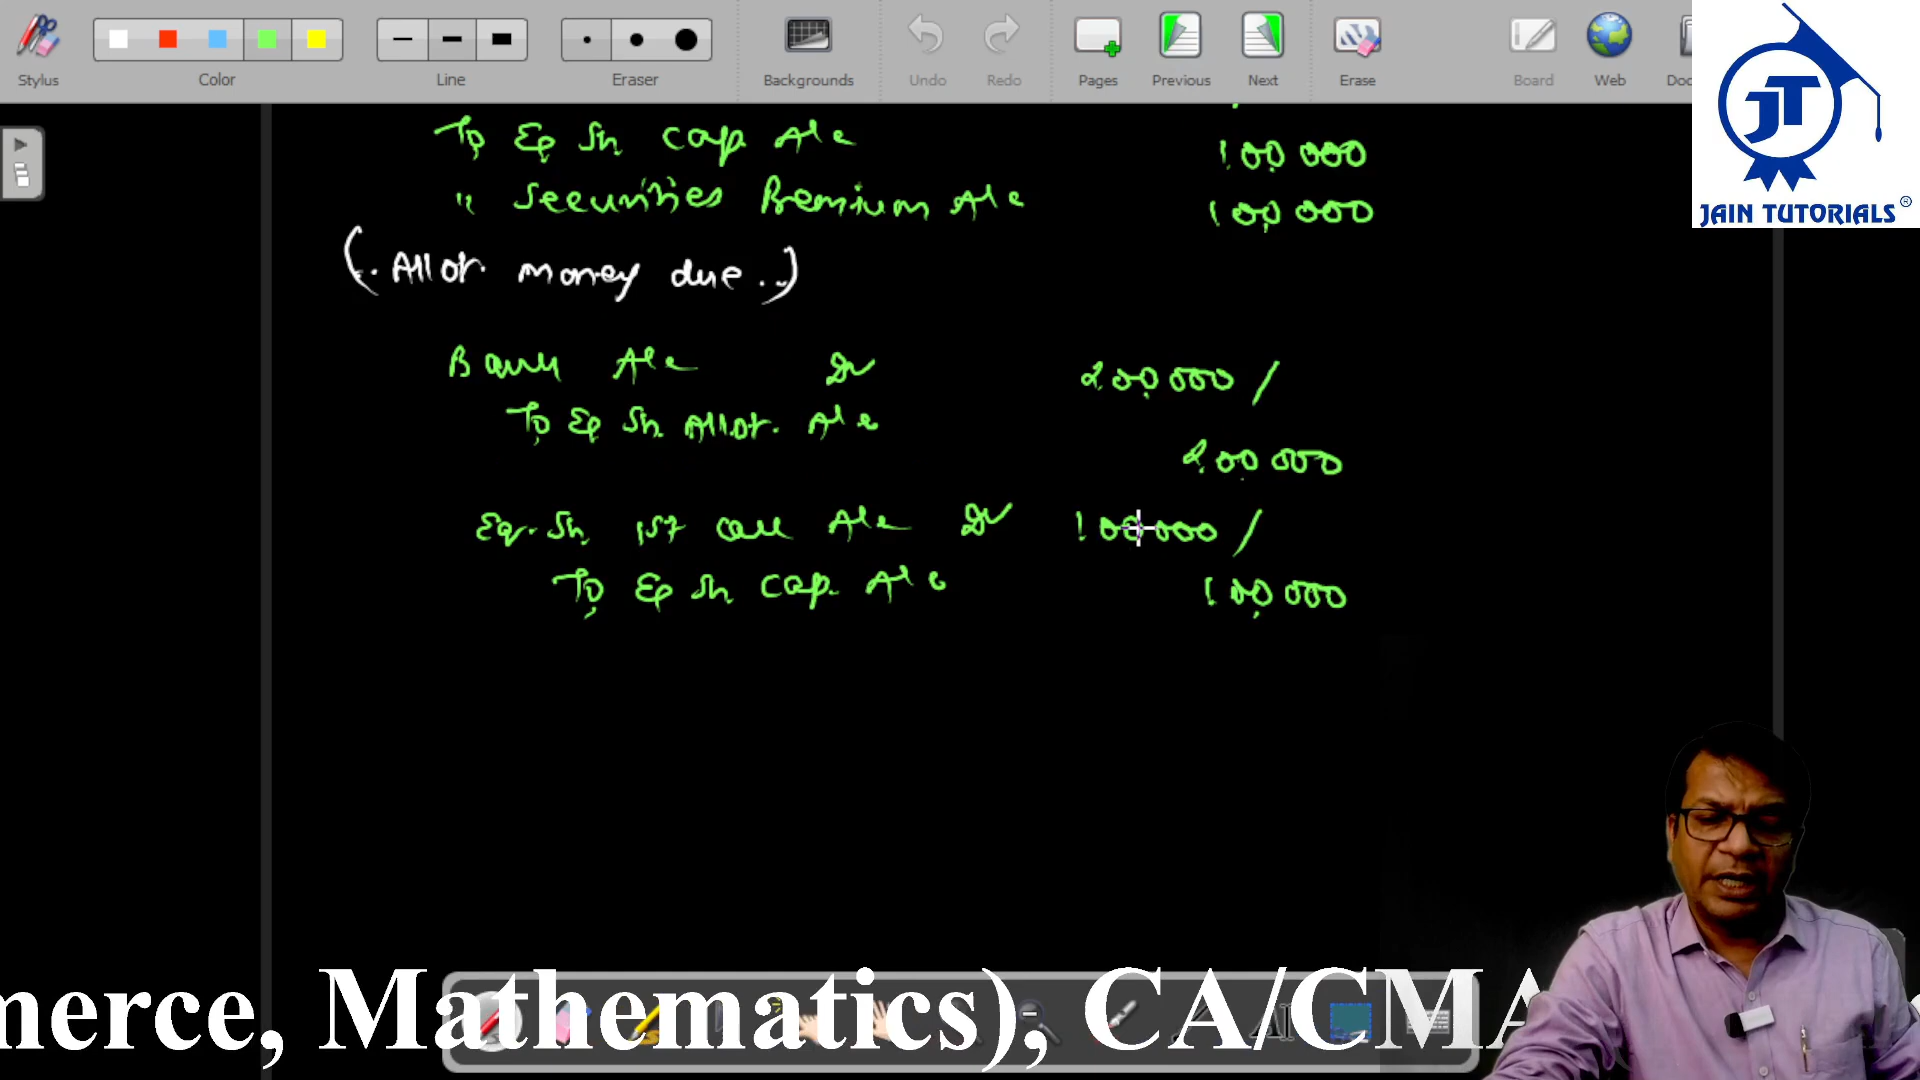 Stylus
Color
Line
Eraser
Backgrounds
Undo
Redo
Pages
Previous
Next
Erase
Board
Web
Doc
JT
JAIN TUTORIALS®
To Eq Sh Cap. A/c 1,00,000
" Securities Premium A/c 1,00,000
(.. Allot. money due ...)
Bank A/c Dr 2,00,000 /
To Eq Sh. Allot. A/c
2,00,000
Eq. Sh. 1st call A/c Dr 1,00,000 /
To Eq Sh Cap. A/c 1,00,000
merce, Mathematics), CA/CMA